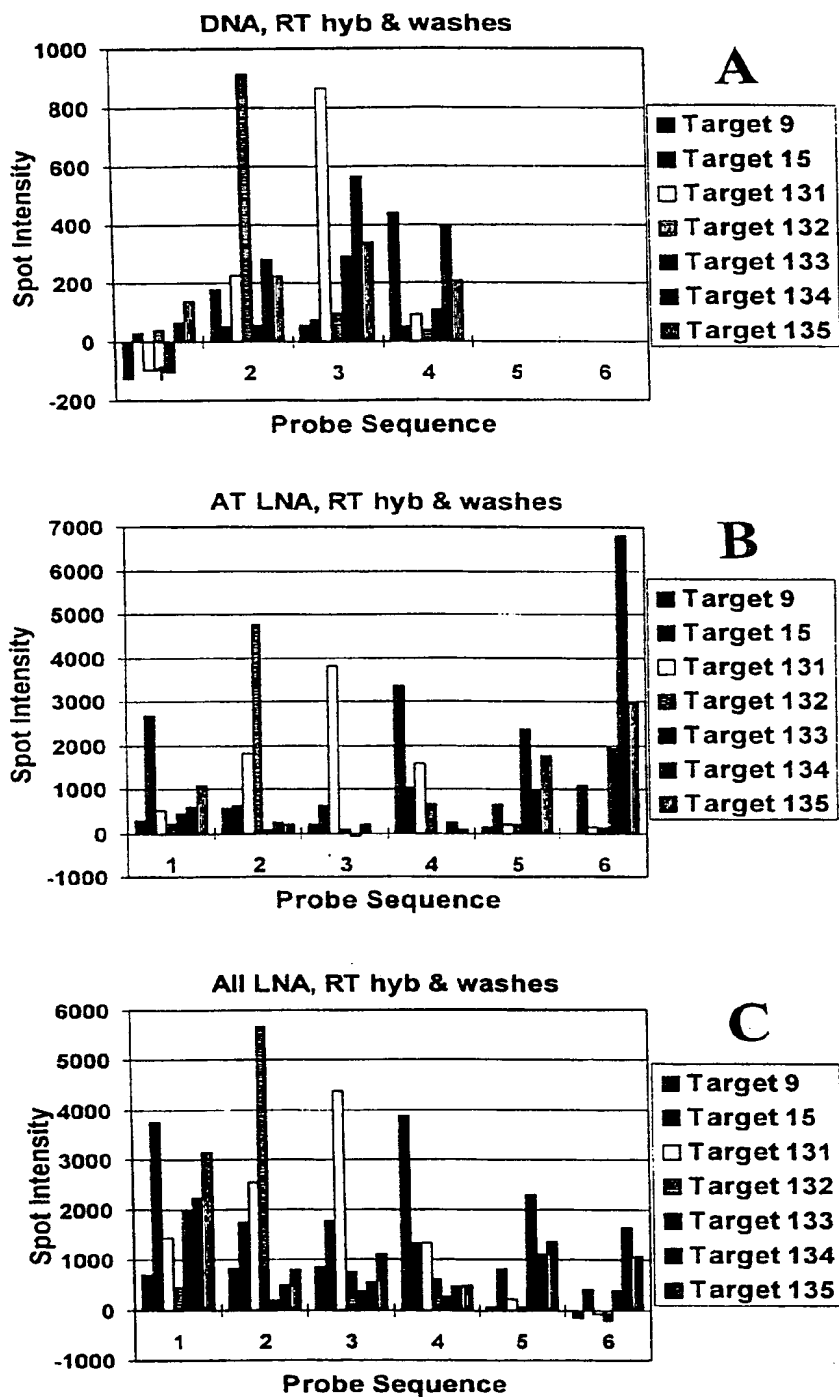 DNA, RT hyb & washes
A
1000
800
600
400
200
0
-200
Spot Intensity
1 2 3 4 5 6
Probe Sequence
Target 9
Target 15
Target 131
Target 132
Target 133
Target 134
Target 135
AT LNA, RT hyb & washes
B
7000
6000
5000
4000
3000
2000
1000
0
-1000
Spot Intensity
1 2 3 4 5 6
Probe Sequence
Target 9
Target 15
Target 131
Target 132
Target 133
Target 134
Target 135
All LNA, RT hyb & washes
C
6000
5000
4000
3000
2000
1000
0
-1000
Spot Intensity
1 2 3 4 5 6
Probe Sequence
Target 9
Target 15
Target 131
Target 132
Target 133
Target 134
Target 135